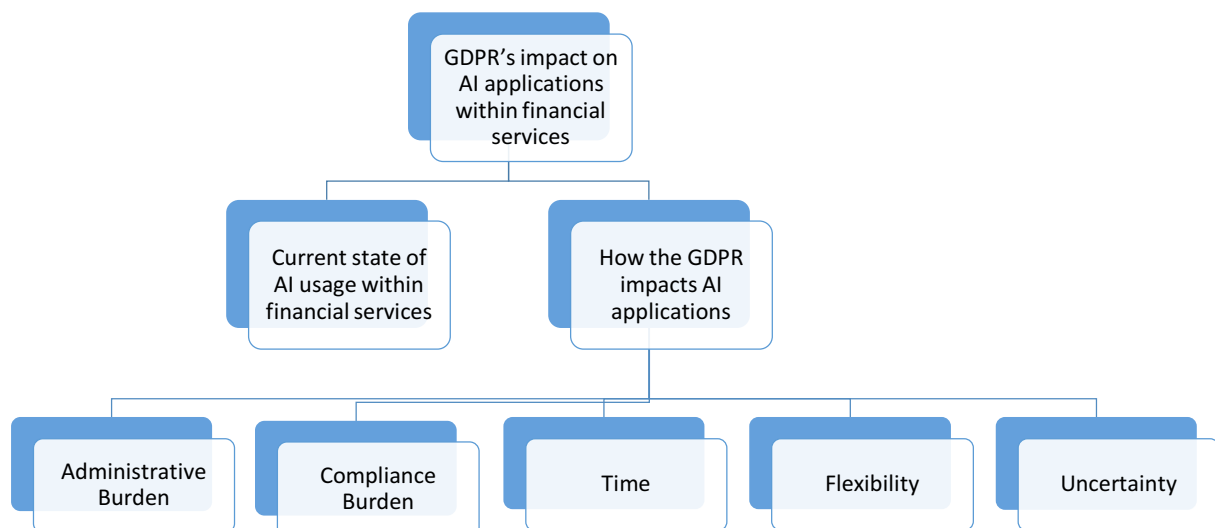 GDPR’s impact on
AI applications
within financial
services
Current state of
AI usage within
financial services
How the GDPR
impacts AI
applications
Administrative
Burden
Compliance
Burden
Time
Flexibility
Uncertainty